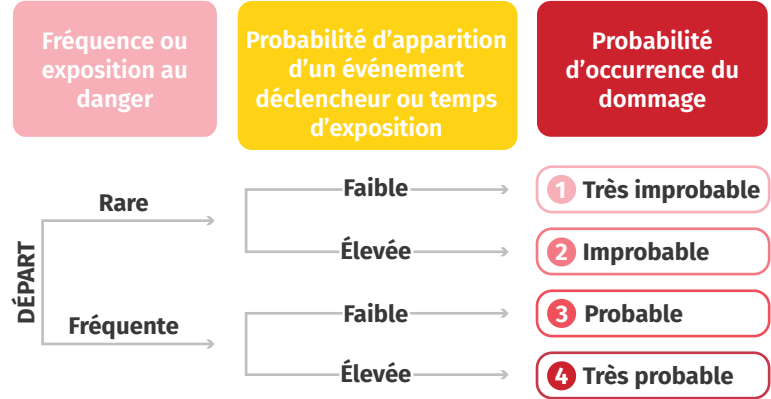 Fréquence ou
exposition au
danger
Probabilité d’apparition
d’un événement
déclencheur ou temps
d’exposition
Probabilité
d’occurrence du
dommage
DÉPART
Rare
Faible
1 Très improbable
Élevée
2 Improbable
Fréquente
Faible
3 Probable
Élevée
4 Très probable